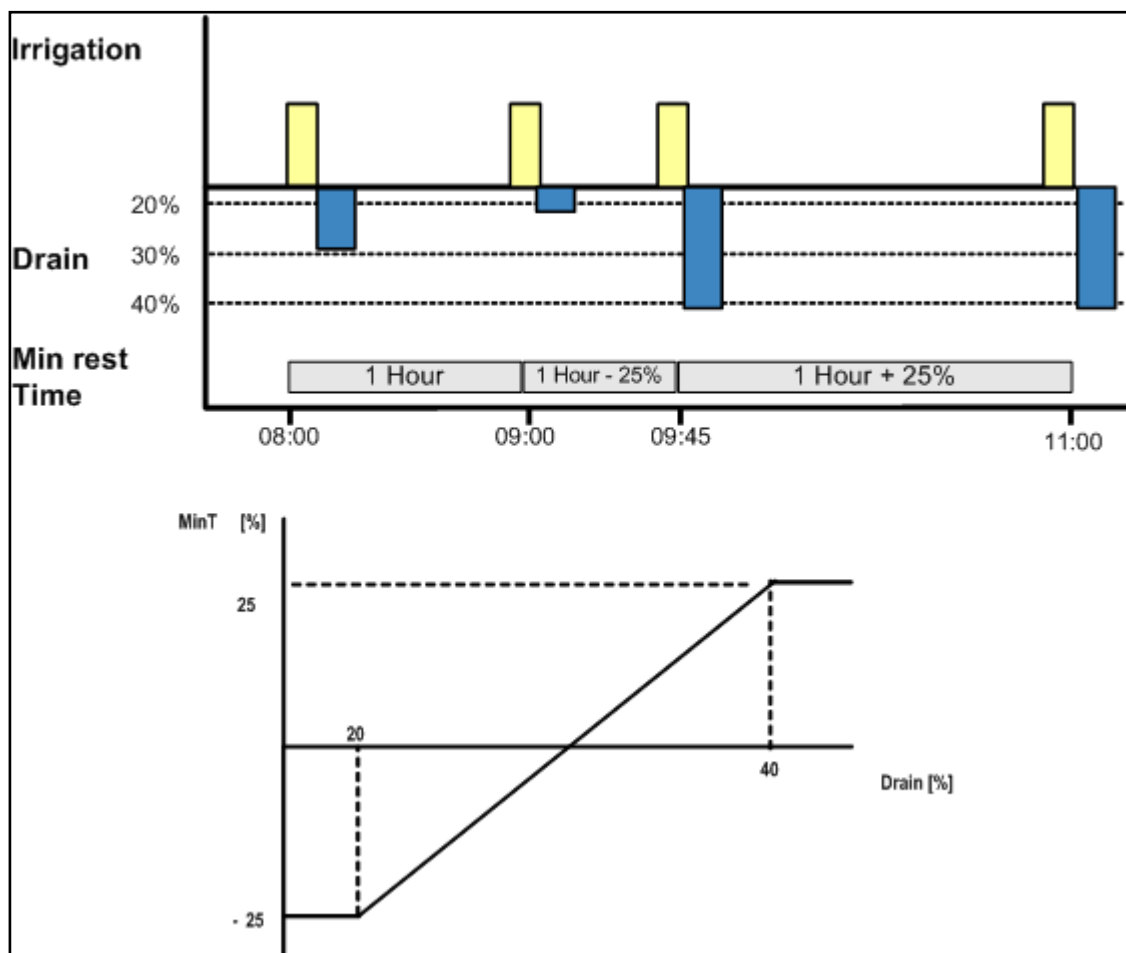 Irrigation
20%
Drain 30%
40%
Min rest
Time
1 Hour 1 Hour - 25% 1 Hour + 25%
08:00 09:00 09:45 11:00
MinT [%]
25
20
40
Drain [%]
- 25